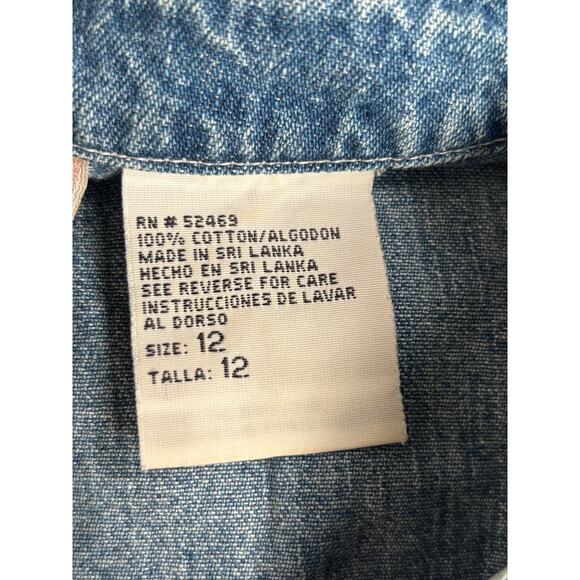 RN # 52469
100% COTTON/ALGODON
MADE IN SRI LANKA
HECHO EN SRI LANKA
SEE REVERSE FOR CARE
INSTRUCCIONES DE LAVAR
AL DORSO
SIZE: 12
TALLA: 12